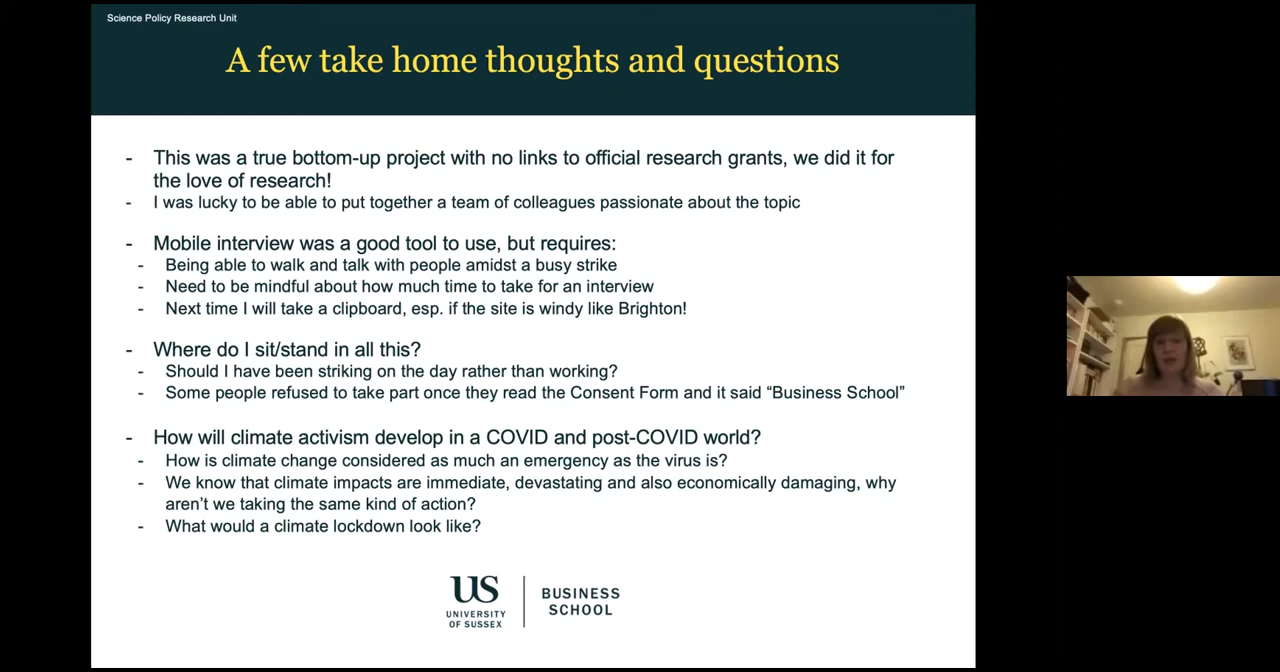 Science Policy Research Unit
A few take home thoughts and questions
- This was a true bottom-up project with no links to official research grants, we did it for
the love of research!
- I was lucky to be able to put together a team of colleagues passionate about the topic
- Mobile interview was a good tool to use, but requires:
- Being able to walk and talk with people amidst a busy strike
- Need to be mindful about how much time to take for an interview
- Next time I will take a clipboard, esp. if the site is windy like Brighton!
- Where do I sit/stand in all this?
- Should I have been striking on the day rather than working?
- Some people refused to take part once they read the Consent Form and it said “Business School”
- How will climate activism develop in a COVID and post-COVID world?
- How is climate change considered as much an emergency as the virus is?
- We know that climate impacts are immediate, devastating and also economically damaging, why
aren’t we taking the same kind of action?
- What would a climate lockdown look like?
US
UNIVERSITY
OF SUSSEX
BUSINESS
SCHOOL